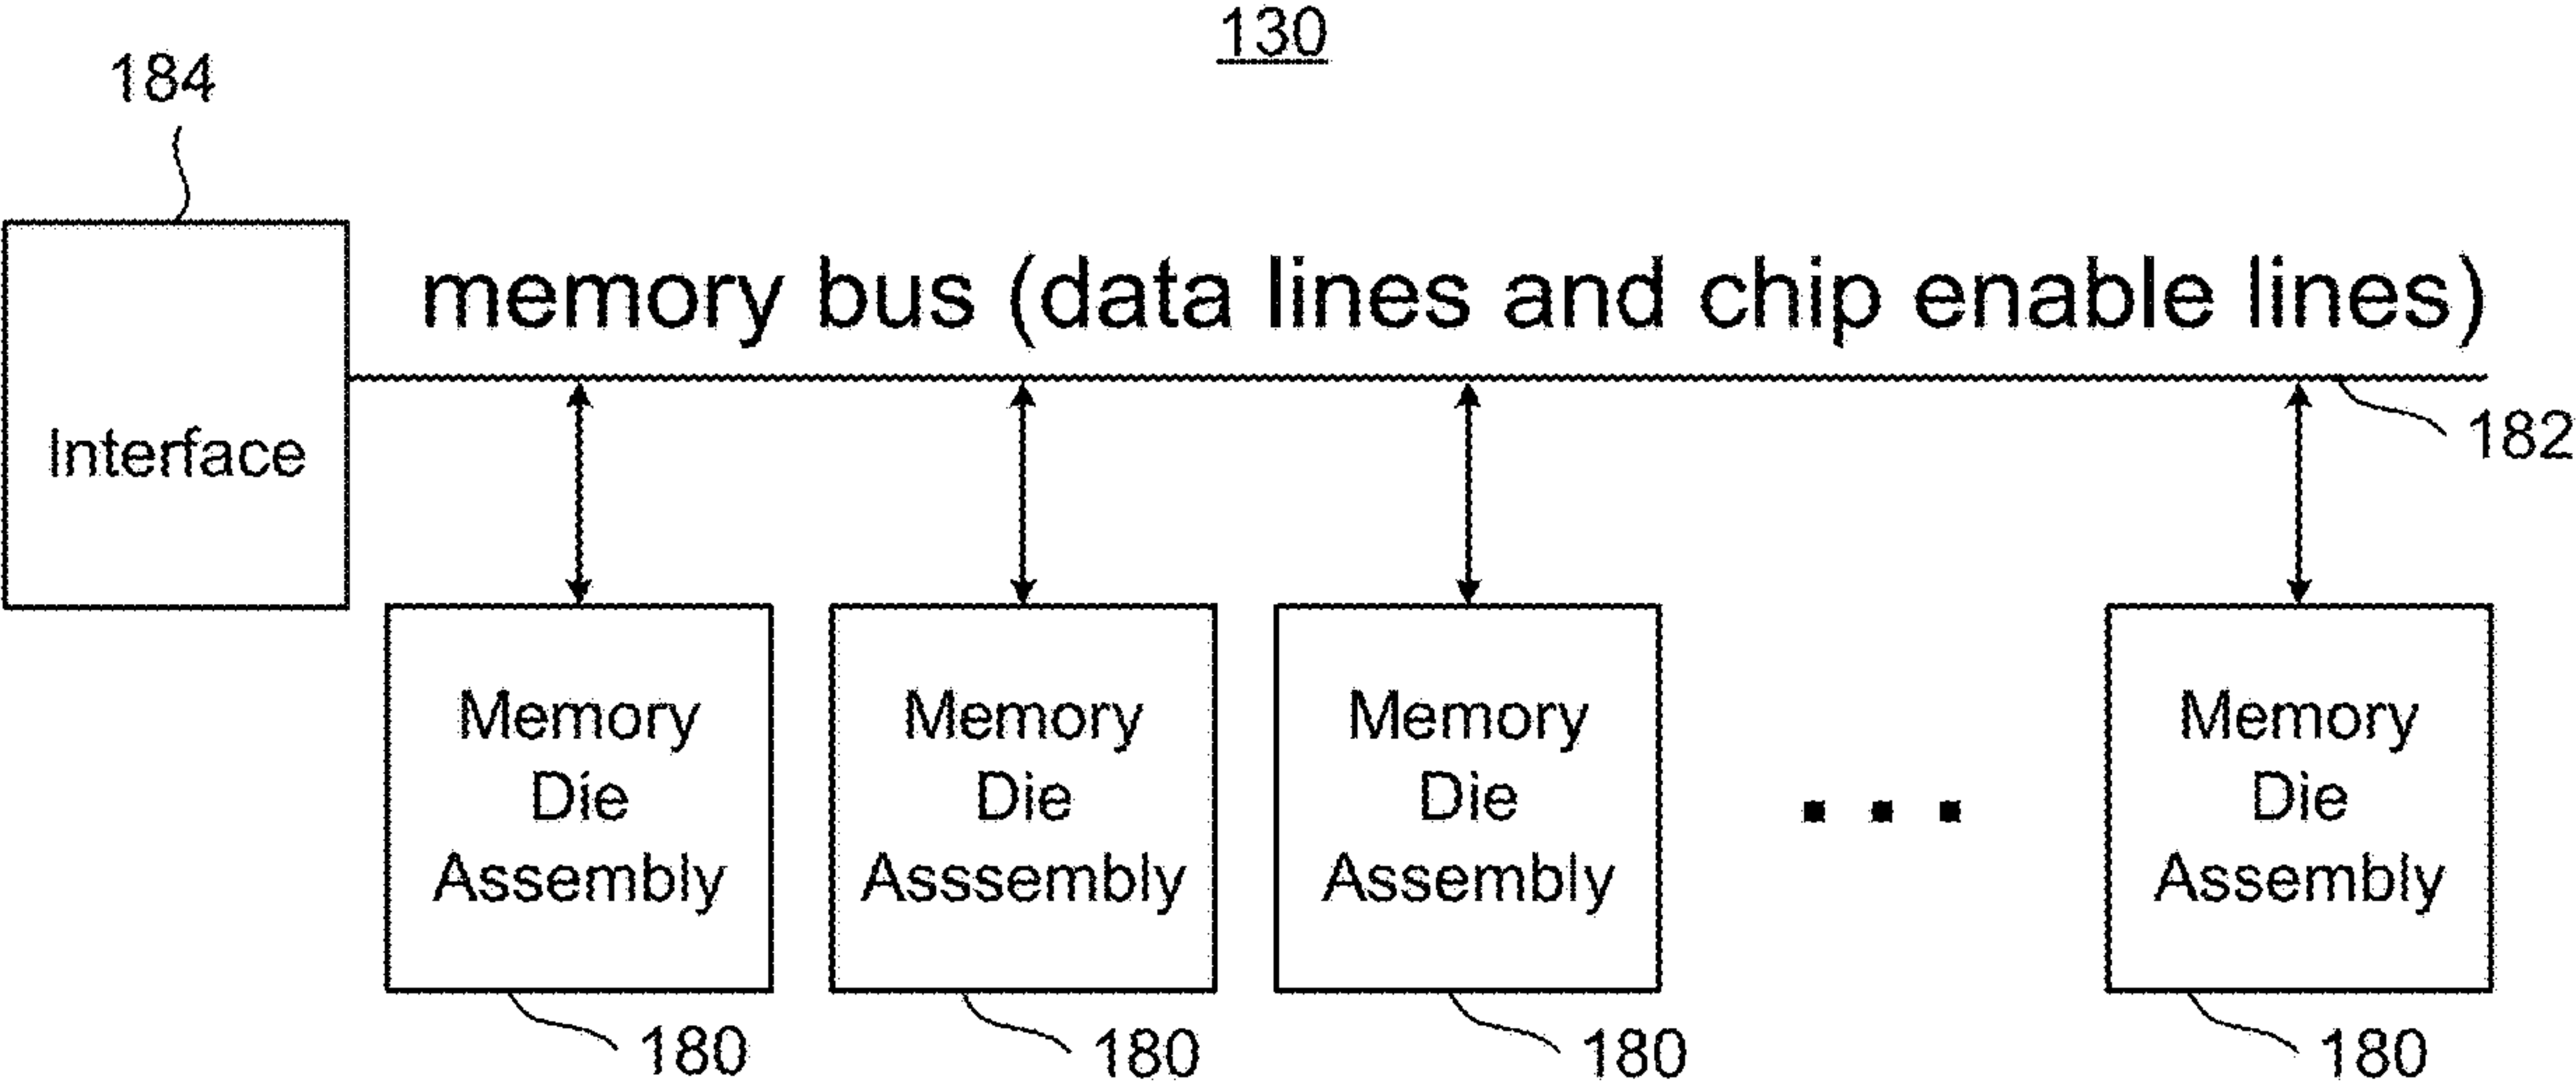 130
184
memory bus (data lines and chip enable lines)
Interface
182
Memory
Die
Assembly
Memory
Die
Asssembly
Memory
Die
Assembly
Memory
Die
Assembly
180
180
180
180